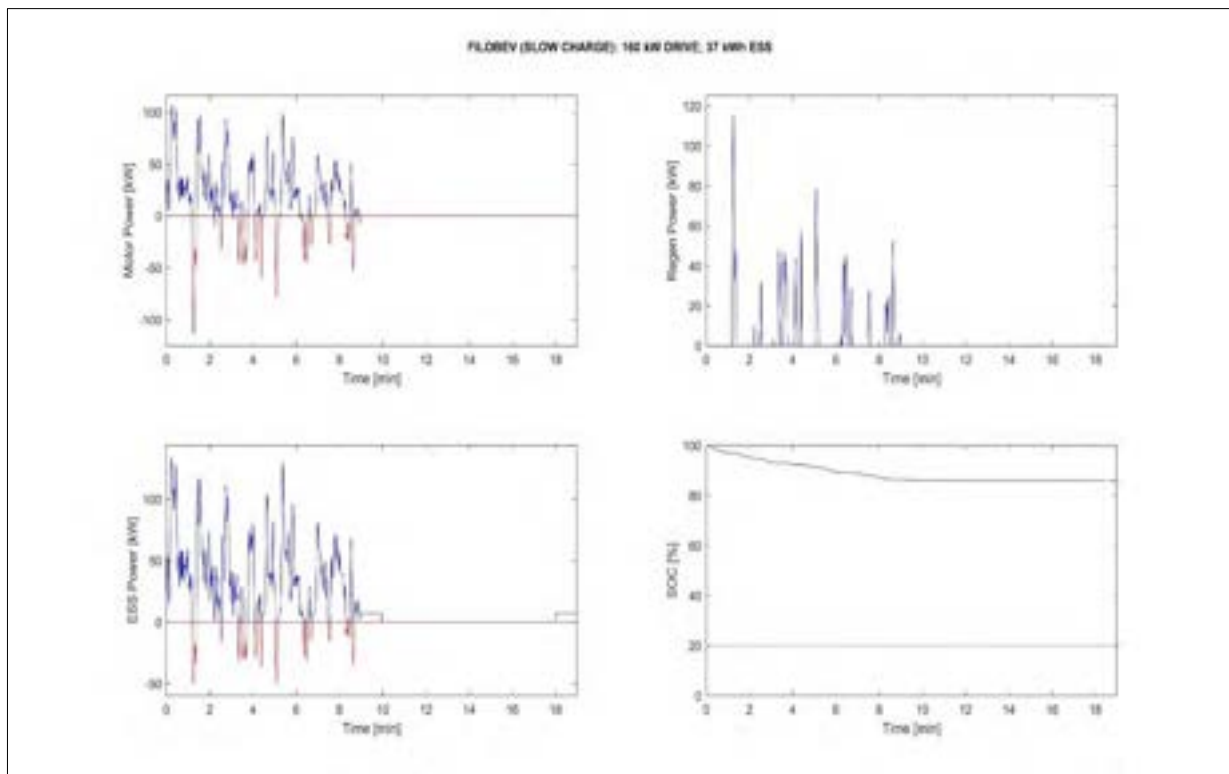 FILOBEV (SLOW CHARGE): 160 kW DRIVE, 37 kWh ESS
100
50
0
-50
-100
Motor Power [kW]
0 2 4 6 8 10 12 14 16 18
Time [min]
120
100
80
60
40
20
0
Regen Power [kW]
0 2 4 6 8 10 12 14 16 18
Time [min]
100
50
0
-50
ESS Power [kW]
0 2 4 6 8 10 12 14 16 18
Time [min]
100
80
60
40
20
0
SOC [%]
0 2 4 6 8 10 12 14 16 18
Time [min]